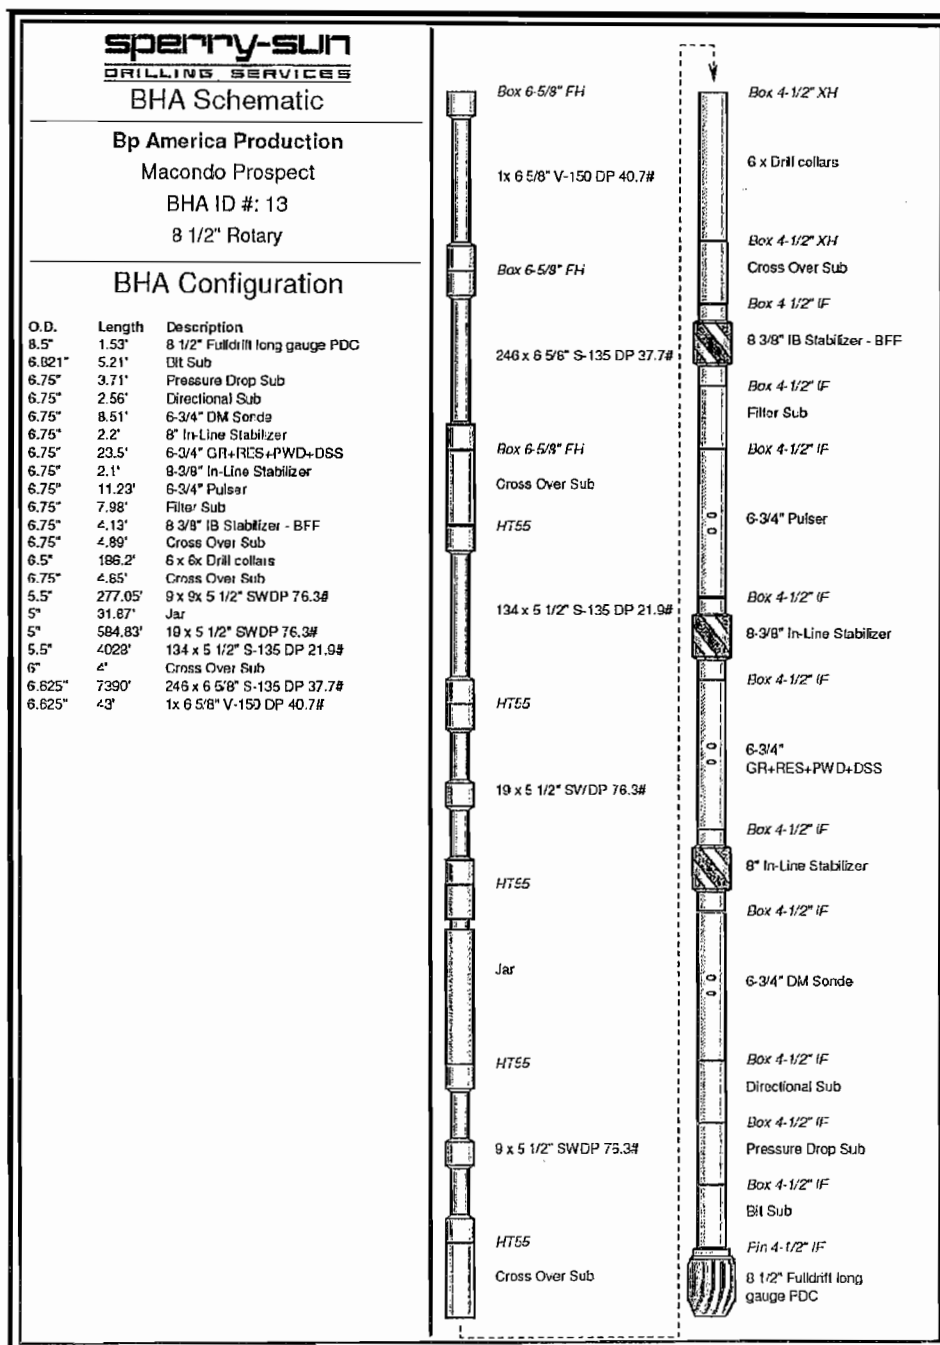 sperry-sun
DRILLING SERVICES
BHA Schematic
Bp America Production
Macondo Prospect
BHA ID #: 13
8 1/2" Rotary
BHA Configuration
O.D. Length Description
8.5" 1.53' 8 1/2" Fulldrift long gauge PDC
6.821" 5.21' Bit Sub
6.75" 3.71' Pressure Drop Sub
6.75" 2.56' Directional Sub
6.75" 8.51' 6-3/4" DM Sonde
6.75" 2.2' 8" In-Line Stabilizer
6.75" 23.5' 6-3/4" GR+RES+PWD+DSS
6.75" 2.1' 8-3/8" In-Line Stabilizer
6.75" 11.23' 6-3/4" Pulser
6.75" 7.98' Filter Sub
6.75" 4.13' 8 3/8" IB Stabilizer - BFF
6.75" 4.89' Cross Over Sub
6.5" 186.2' 6 x 6x Drill collars
6.75" 4.85' Cross Over Sub
5.5" 277.05' 9 x 9x 5 1/2" SWDP 76.3#
5" 31.87' Jar
5" 584.83' 19 x 5 1/2" SWDP 76.3#
5.5" 4028' 134 x 5 1/2" S-135 DP 21.9#
6" 4' Cross Over Sub
6.625" 7390' 246 x 6 5/8" S-135 DP 37.7#
6.625" 43' 1x 6 5/8" V-150 DP 40.7#
Box 6-5/8" FH
1x 6 5/8" V-150 DP 40.7#
Box 6-5/8" FH
246 x 6 5/8" S-135 DP 37.7#
Box 6-5/8" FH
Cross Over Sub
HT55
134 x 5 1/2" S-135 DP 21.9#
HT55
19 x 5 1/2" SWDP 76.3#
HT55
Jar
HT55
9 x 5 1/2" SWDP 76.3#
HT55
Cross Over Sub
Box 4-1/2" XH
6 x Drill collars
Box 4-1/2" XH
Cross Over Sub
Box 4 1/2" IF
8 3/8" IB Stabilizer - BFF
Box 4-1/2" IF
Filter Sub
Box 4-1/2" IF
6-3/4" Pulser
Box 4-1/2" IF
8-3/8" In-Line Stabilizer
Box 4-1/2" IF
6-3/4"
GR+RES+PWD+DSS
Box 4-1/2" IF
8" In-Line Stabilizer
Box 4-1/2" IF
6-3/4" DM Sonde
Box 4-1/2" IF
Directional Sub
Box 4-1/2" IF
Pressure Drop Sub
Box 4-1/2" IF
Bit Sub
Pin 4-1/2" IF
8 1/2" Fulldrift long
gauge PDC